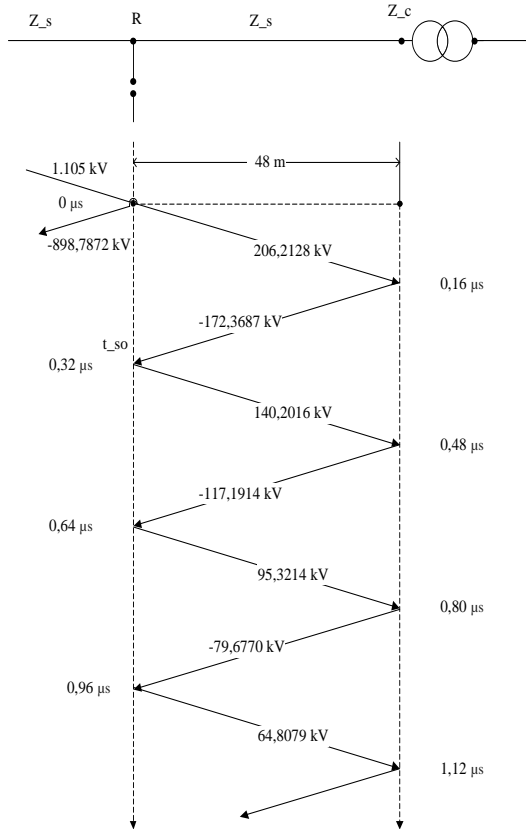 Z_s
R
Z_s
Z_c
48 m
1.105 kV
0 μs
-898,7872 kV
206,2128 kV
0,16 μs
-172,3687 kV
t_so
0,32 μs
140,2016 kV
0,48 μs
-117,1914 kV
0,64 μs
95,3214 kV
0,80 μs
-79,6770 kV
0,96 μs
64,8079 kV
1,12 μs